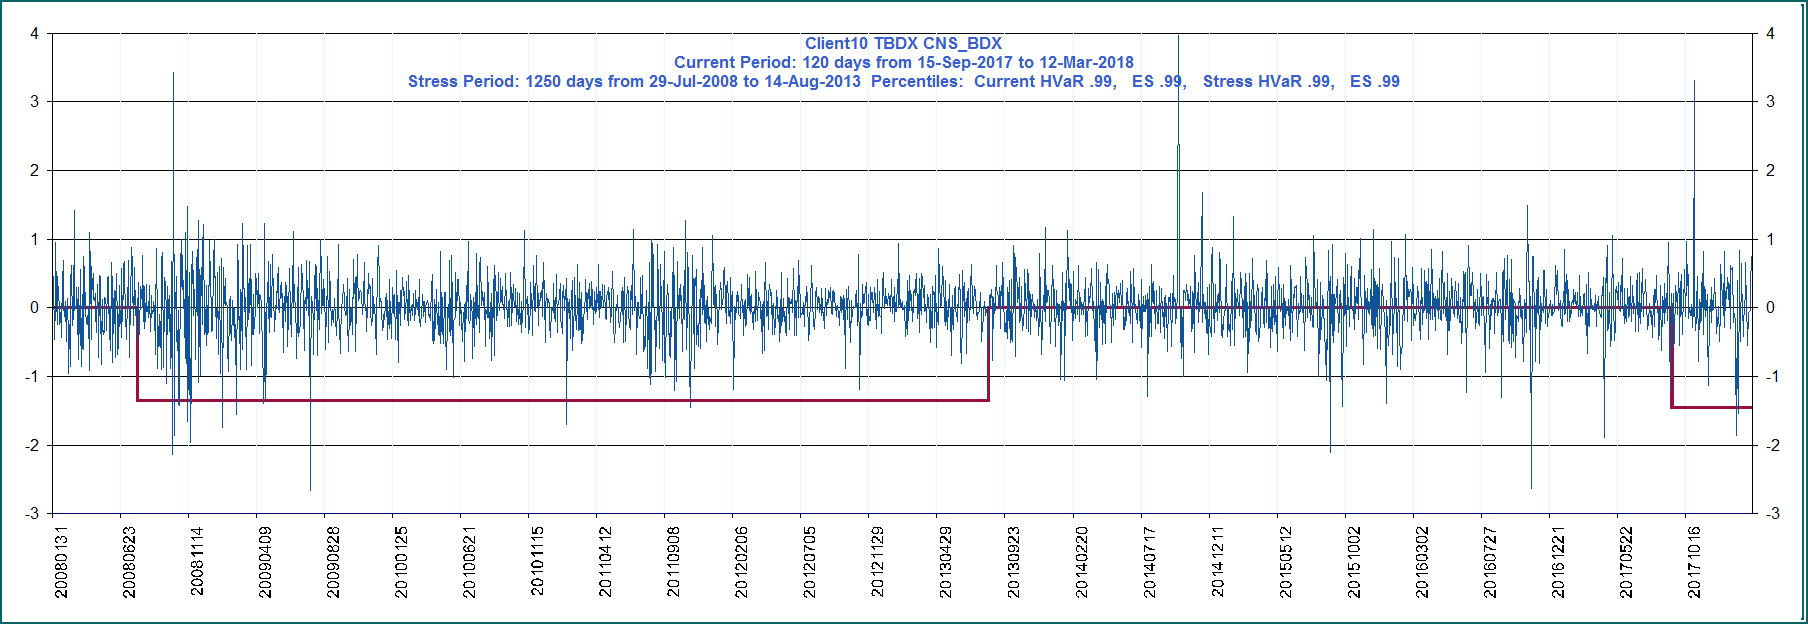 Client10 TBDX CNS_BDX
Current Period: 120 days from 15-Sep-2017 to 12-Mar-2018
Stress Period: 1250 days from 29-Jul-2008 to 14-Aug-2013  Percentiles:  Current HVaR .99,   ES .99,   Stress HVaR .99,   ES .99
4 4
3 3
2 2
1 1
0 0
-1 -1
-2 -2
-3 -3
20080131 20080623 20081114 20090409 20090828 20100125 20100621 20101115 20110412 20110908 20120206 20120705 20121129 20130429 20130923 20140220 20140717 20141211 20150512 20151002 20160302 20160727 20161221 20170522 20171016